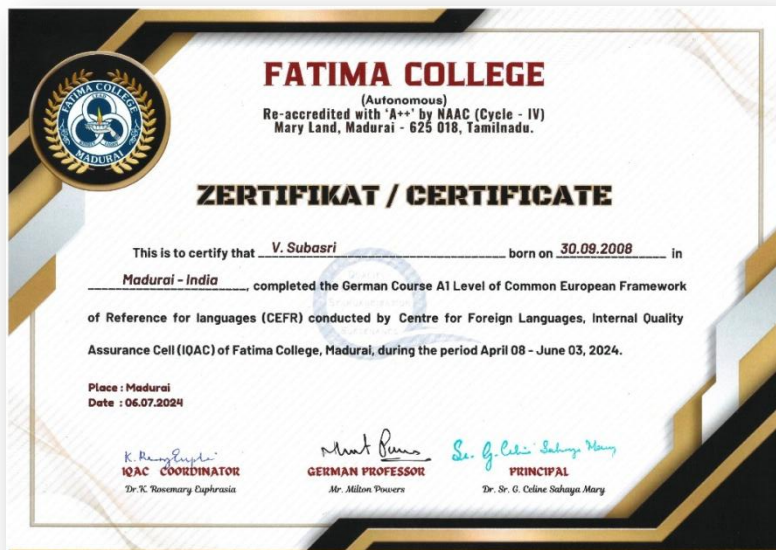 FATIMA COLLEGE
(Autonomous)
Re-accredited with 'A++' by NAAC (Cycle - IV)
Mary Land, Madurai - 625 018, Tamilnadu.
FATIMA COLLEGE
MADURAI
ZERTIFIKAT / CERTIFICATE
This is to certify that V. Subasri born on 30.09.2008 in
Madurai - India, completed the German Course A1 Level of Common European Framework
of Reference for languages (CEFR) conducted by Centre for Foreign Languages, Internal Quality
Assurance Cell (IQAC) of Fatima College, Madurai, during the period April 08 - June 03, 2024.
Place : Madurai
Date : 06.07.2024
IQAC COORDINATOR
Dr.K. Rosemary Euphrasia
GERMAN PROFESSOR
Mr. Milton Powers
Sr. G. Celine Sahaya Mary
PRINCIPAL
Dr. Sr. G. Celine Sahaya Mary